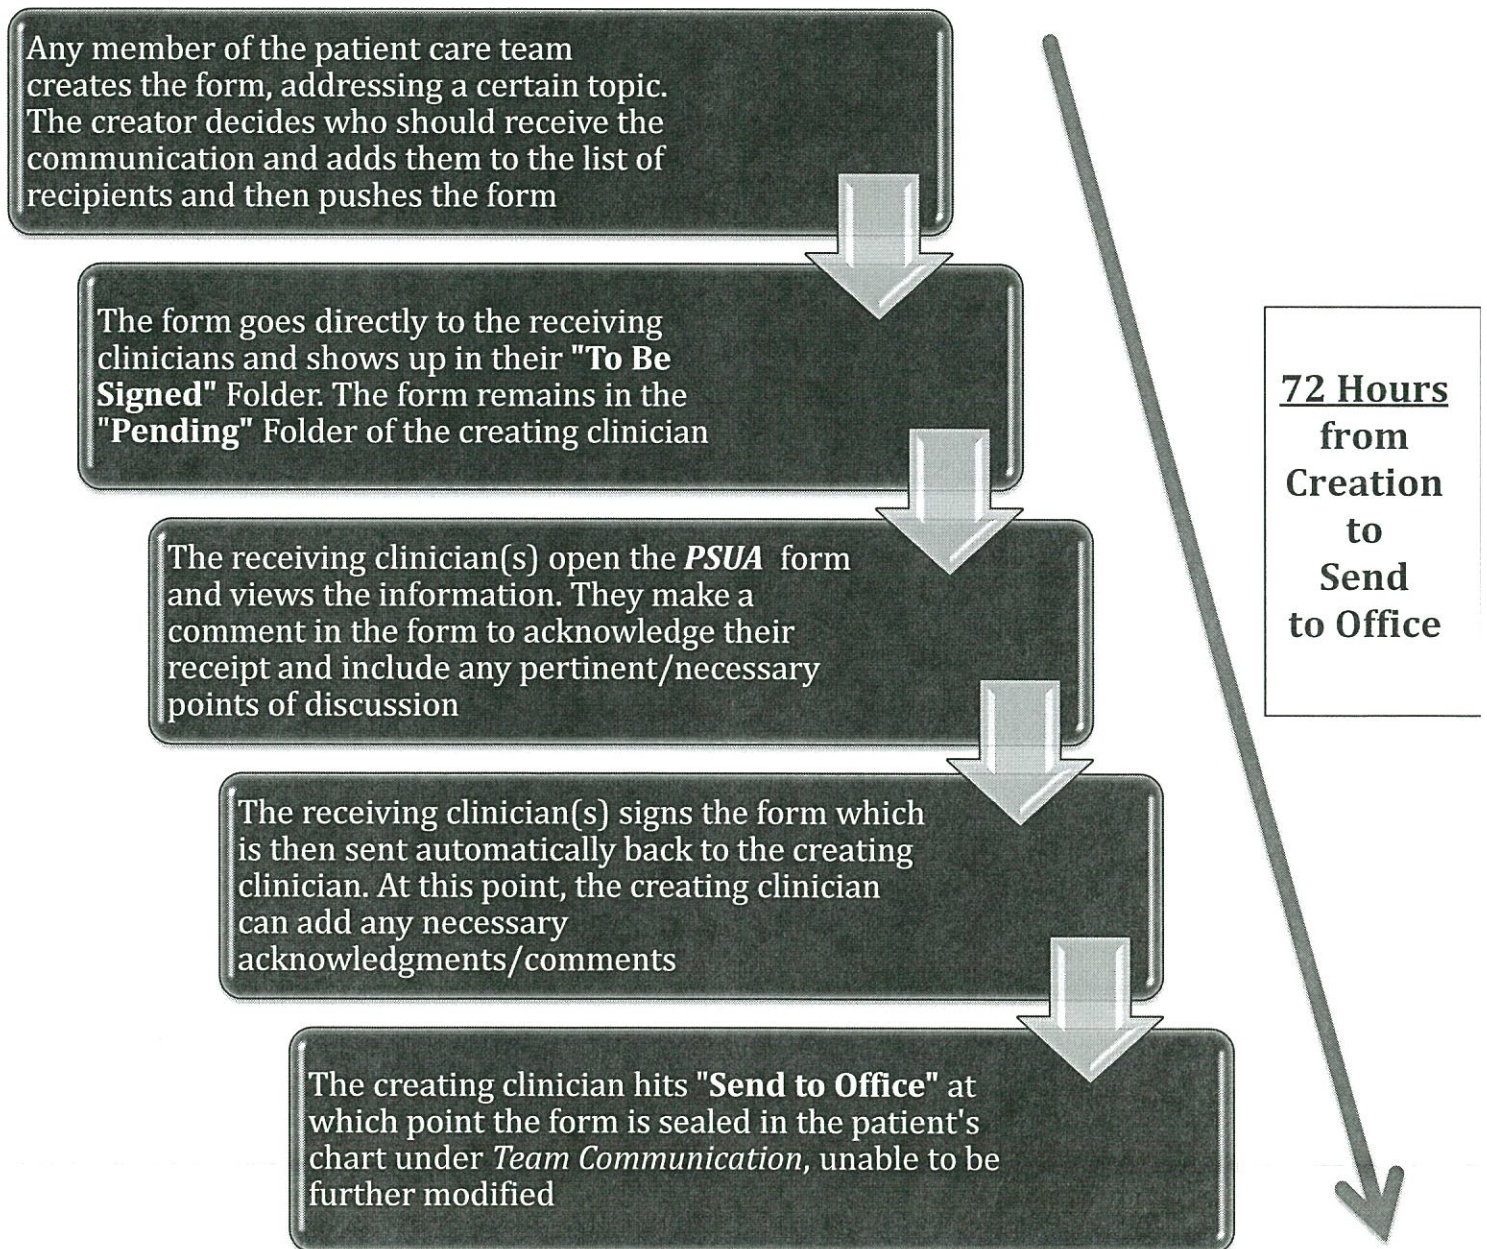 Any member of the patient care team
creates the form, addressing a certain topic.
The creator decides who should receive the
communication and adds them to the list of
recipients and then pushes the form
The form goes directly to the receiving
clinicians and shows up in their "To Be
Signed" Folder. The form remains in the
"Pending" Folder of the creating clinician
The receiving clinician(s) open the PSUA form
and views the information. They make a
comment in the form to acknowledge their
receipt and include any pertinent/necessary
points of discussion
The receiving clinician(s) signs the form which
is then sent automatically back to the creating
clinician. At this point, the creating clinician
can add any necessary
acknowledgments/comments
The creating clinician hits "Send to Office" at
which point the form is sealed in the patient's
chart under Team Communication, unable to be
further modified
72 Hours
from
Creation
to
Send
to Office